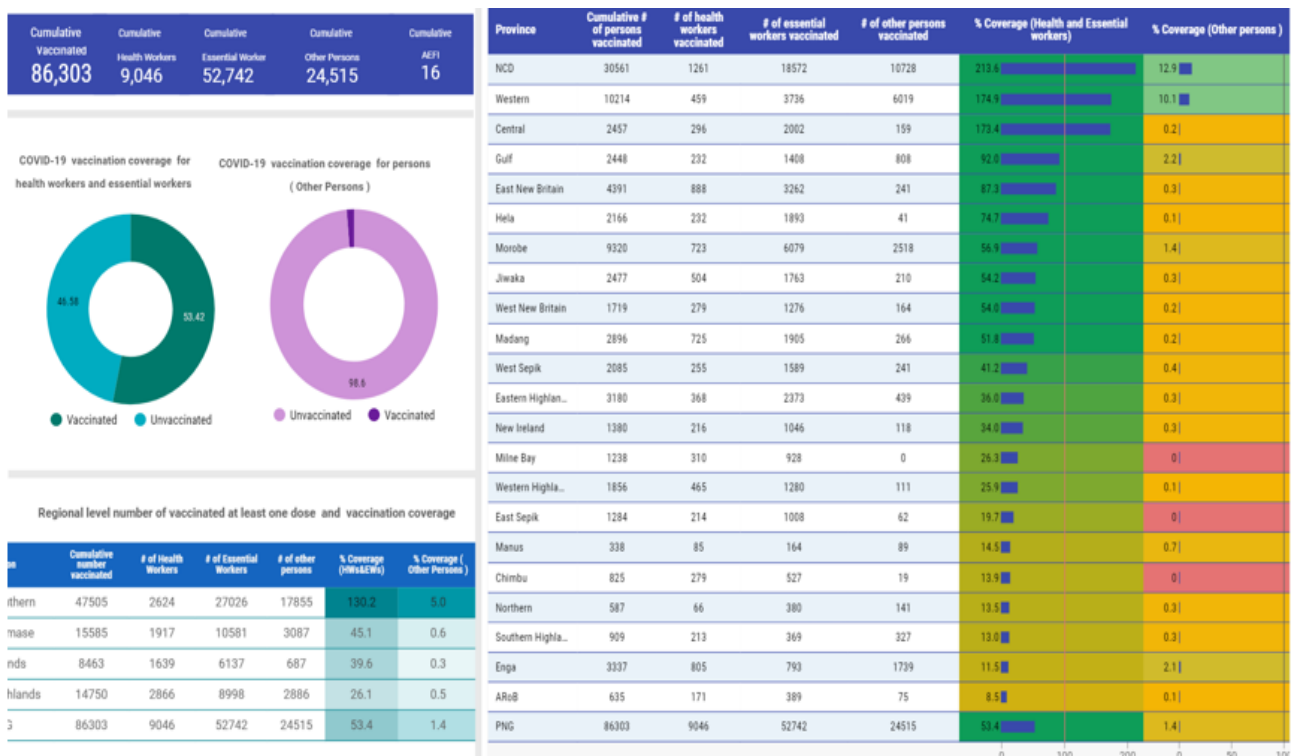 Cumulative Cumulative Cumulative Cumulative Cumulative
Vaccinated Health Workers Essential Worker Other Persons AEFI
86,303 9,046 52,742 24,515 16
COVID-19 vaccination coverage for
health workers and essential workers
COVID-19 vaccination coverage for persons
( Other Persons )
46.58
53.42
98.6
Vaccinated Unvaccinated
Unvaccinated Vaccinated
Regional level number of vaccinated at least one dose and vaccination coverage
on Cumulative number vaccinated # of Health Workers # of Essential Workers # of other persons % Coverage (HWs&EWs) % Coverage ( Other Persons )
thern 47505 2624 27026 17855 130.2 5.0
mase 15585 1917 10581 3087 45.1 0.6
nds 8463 1639 6137 687 39.6 0.3
hlands 14750 2866 8998 2886 26.1 0.5
G 86303 9046 52742 24515 53.4 1.4
Province Cumulative # of persons vaccinated # of health workers vaccinated # of essential workers vaccinated # of other persons vaccinated % Coverage (Health and Essential workers) % Coverage (Other persons )
NCD 30561 1261 18572 10728 213.6 12.9
Western 10214 459 3736 6019 174.9 10.1
Central 2457 296 2002 159 173.4 0.2
Gulf 2448 232 1408 808 92.0 2.2
East New Britain 4391 888 3262 241 87.3 0.3
Hela 2166 232 1893 41 74.7 0.1
Morobe 9320 723 6079 2518 56.9 1.4
Jiwaka 2477 504 1763 210 54.2 0.3
West New Britain 1719 279 1276 164 54.0 0.2
Madang 2896 725 1905 266 51.8 0.2
West Sepik 2085 255 1589 241 41.2 0.4
Eastern Highlan... 3180 368 2373 439 36.0 0.3
New Ireland 1380 216 1046 118 34.0 0.3
Milne Bay 1238 310 928 0 26.3 0
Western Highla... 1856 465 1280 111 25.9 0.1
East Sepik 1284 214 1008 62 19.7 0
Manus 338 85 164 89 14.5 0.7
Chimbu 825 279 527 19 13.9 0
Northern 587 66 380 141 13.5 0.3
Southern Highla... 909 213 369 327 13.0 0.3
Enga 3337 805 793 1739 11.5 2.1
ARoB 635 171 389 75 8.5 0.1
PNG 86303 9046 52742 24515 53.4 1.4
0 100 200 0 50 100